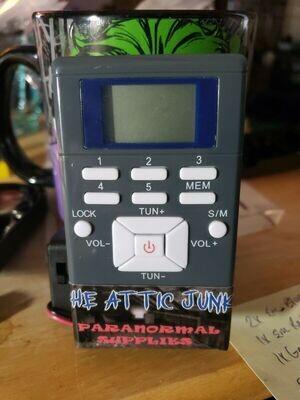 1 2 3
4 5 MEM
LOCK TUN+ S/M
VOL− VOL+
TUN−
HE ATTIC JUNK
PARANORMAL
SUPPLIES